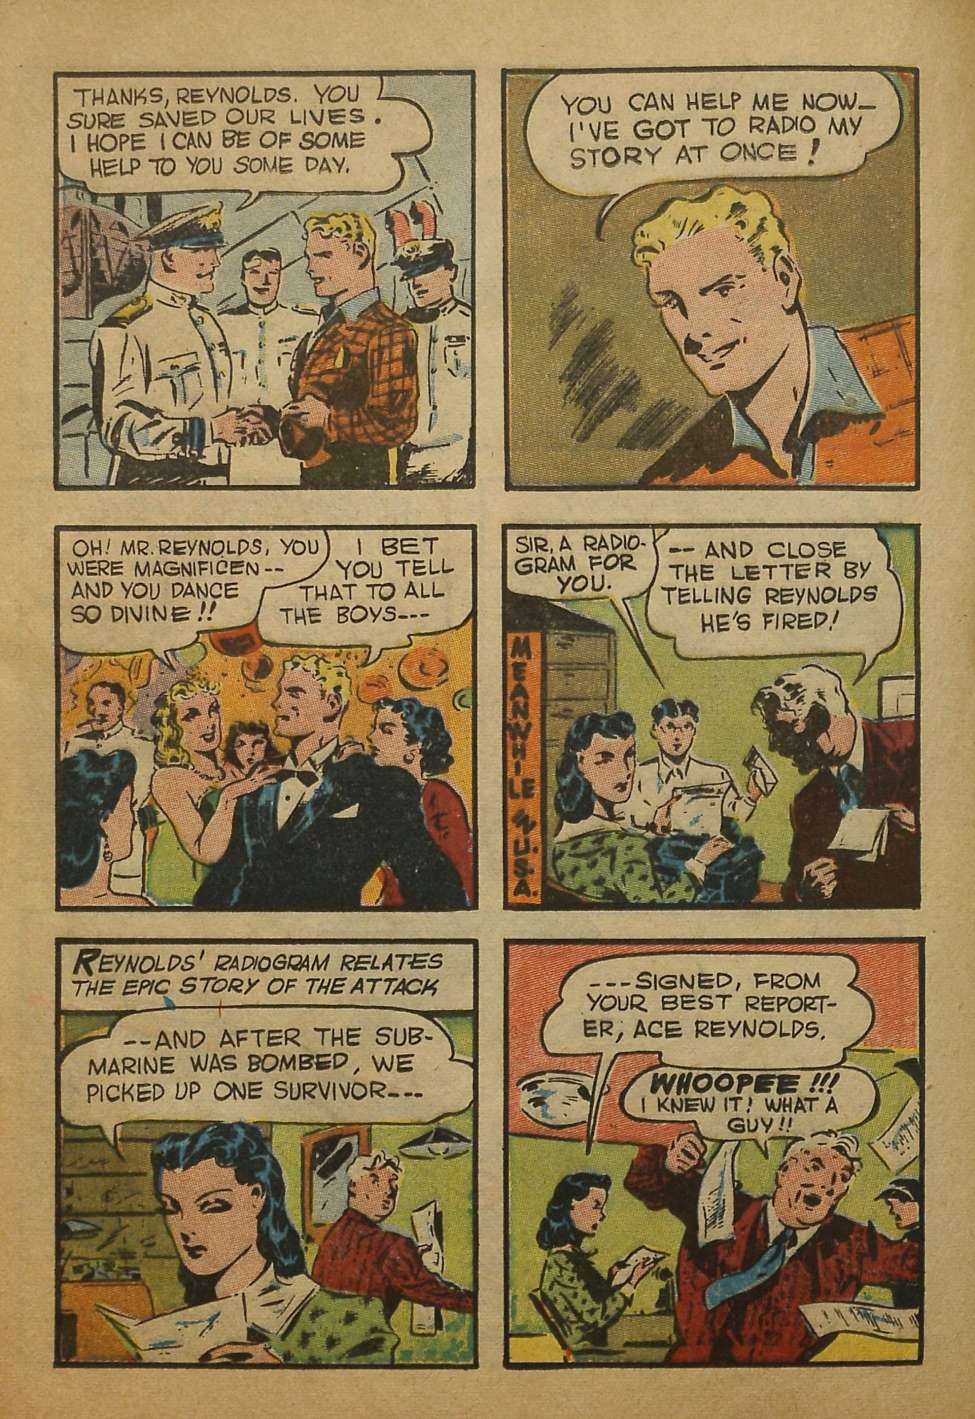 THANKS, REYNOLDS. YOU
SURE SAVED OUR LIVES.
I HOPE I CAN BE OF SOME
HELP TO YOU SOME DAY.
YOU CAN HELP ME NOW—
I'VE GOT TO RADIO MY
STORY AT ONCE!
OH! MR. REYNOLDS, YOU
WERE MAGNIFICEN--
AND YOU DANCE
SO DIVINE!!
I BET
YOU TELL
THAT TO ALL
THE BOYS---
MEANWHILE IN U.S.A.
SIR, A RADIO-
GRAM FOR
YOU.
-- AND CLOSE
THE LETTER BY
TELLING REYNOLDS
HE'S FIRED!
REYNOLDS' RADIOGRAM RELATES
THE EPIC STORY OF THE ATTACK
--AND AFTER THE SUB-
MARINE WAS BOMBED, WE
PICKED UP ONE SURVIVOR---
---SIGNED, FROM
YOUR BEST REPORT-
ER, ACE REYNOLDS.
WHOOPEE!!!
I KNEW IT! WHAT A
GUY!!